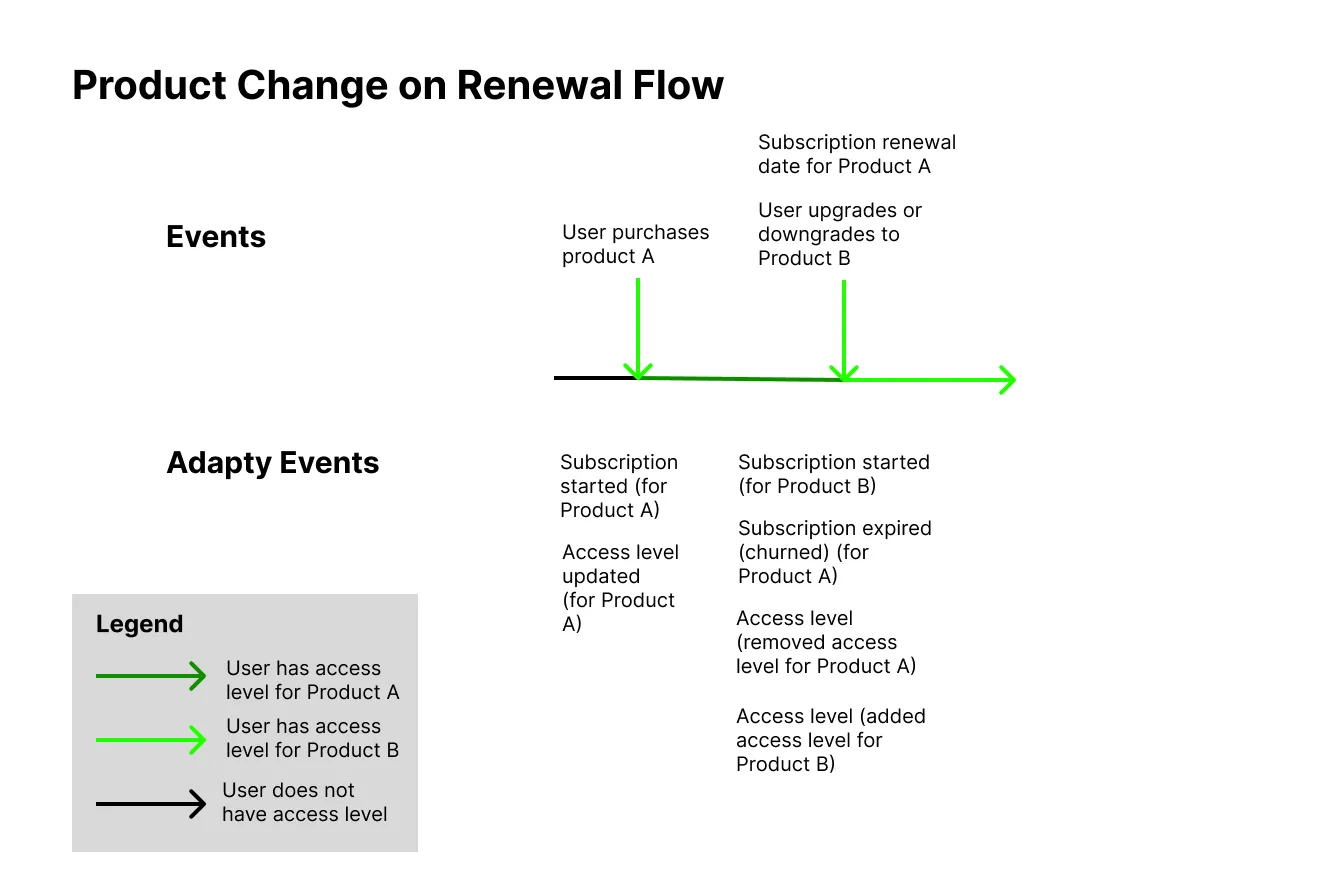 Product Change on Renewal Flow
Subscription renewal
date for Product A
User upgrades or
downgrades to
Product B
Events
User purchases
product A
Adapty Events
Subscription
started (for
Product A)
Access level
updated
(for Product
A)
Subscription started
(for Product B)
Subscription expired
(churned) (for
Product A)
Access level
(removed access
level for Product A)
Access level (added
access level for
Product B)
Legend
User has access
level for Product A
User has access
level for Product B
User does not
have access level